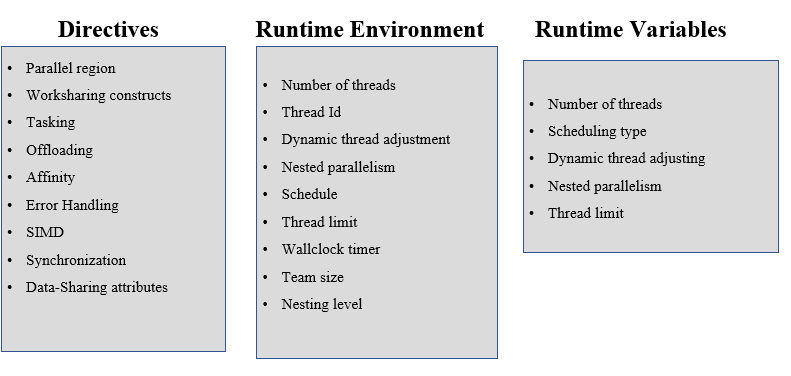 Directives
• Parallel region
• Worksharing constructs
• Tasking
• Offloading
• Affinity
• Error Handling
• SIMD
• Synchronization
• Data-Sharing attributes
Runtime Environment
• Number of threads
• Thread Id
• Dynamic thread adjustment
• Nested parallelism
• Schedule
• Thread limit
• Wallclock timer
• Team size
• Nesting level
Runtime Variables
• Number of threads
• Scheduling type
• Dynamic thread adjusting
• Nested parallelism
• Thread limit